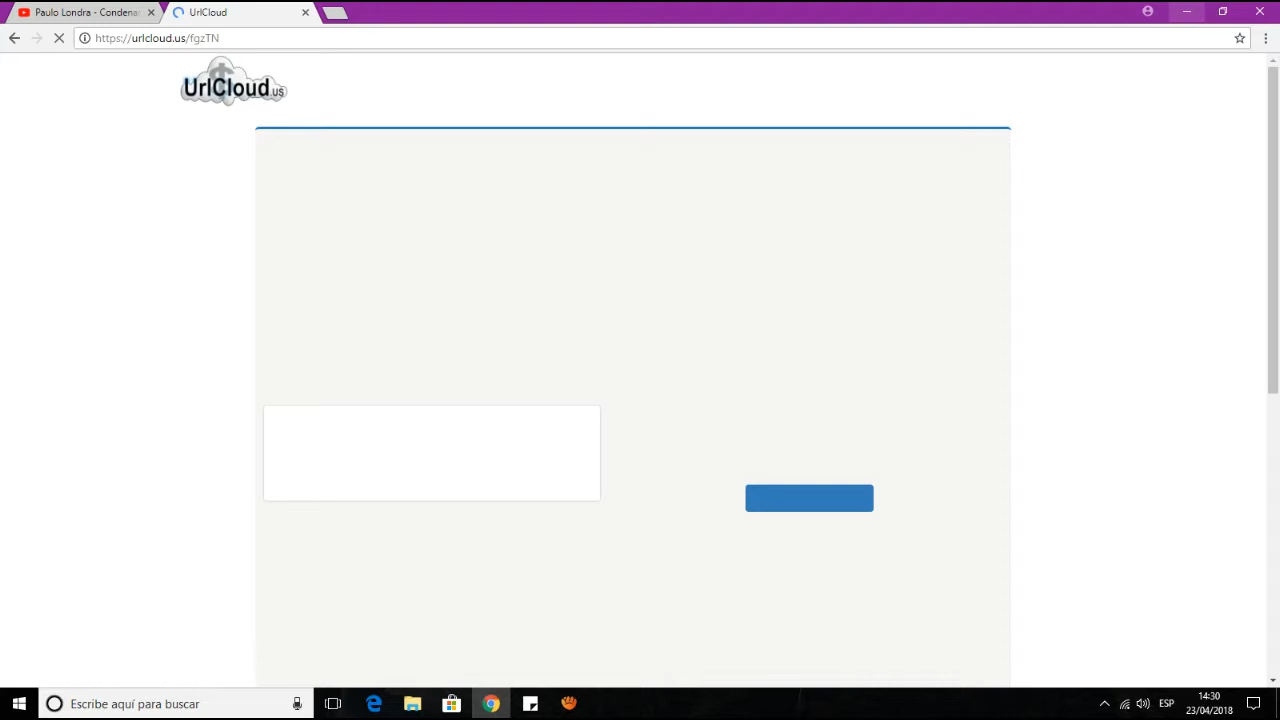 Paulo Londra - Condena
UrlCloud
https://urlcloud.us/fgzTN
UrlCloud.us
Escribe aquí para buscar
ESP
14:30
23/04/2018